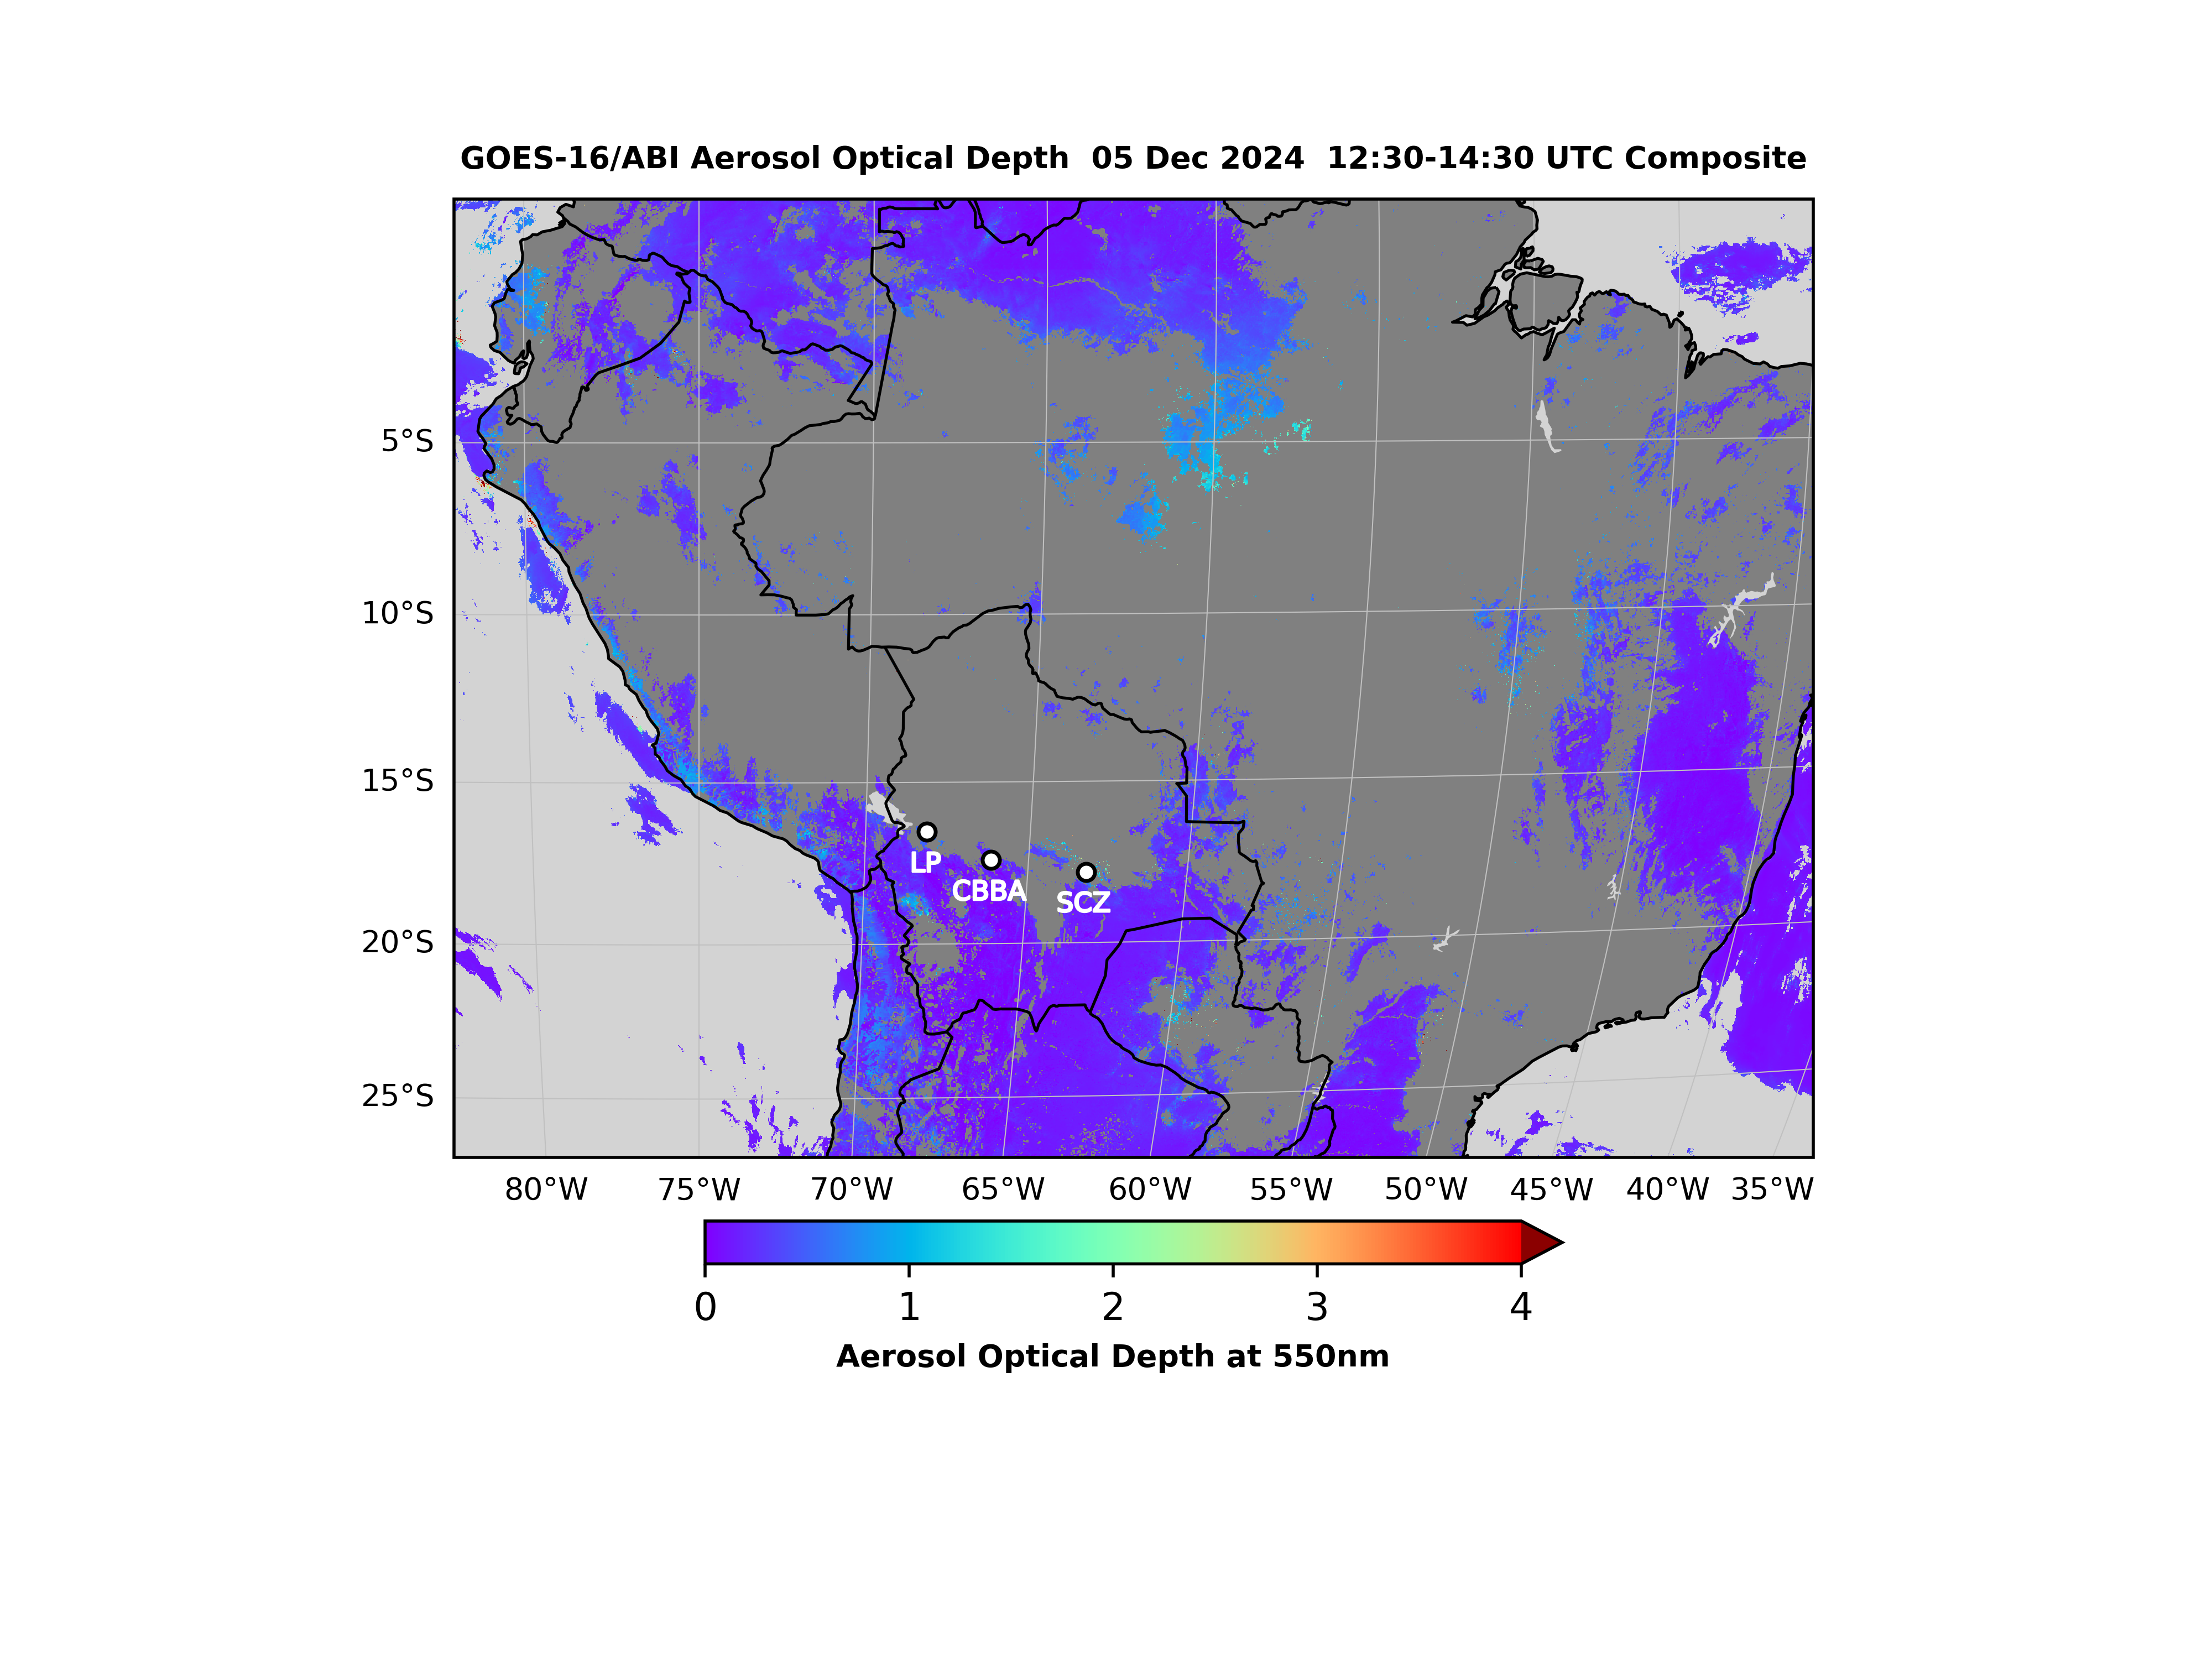 GOES-16/ABI Aerosol Optical Depth  05 Dec 2024  12:30-14:30 UTC Composite
5°S
10°S
15°S
LP
CBBA
SCZ
20°S
25°S
80°W 75°W 70°W 65°W 60°W 55°W 50°W 45°W 40°W 35°W
0 1 2 3 4
Aerosol Optical Depth at 550nm